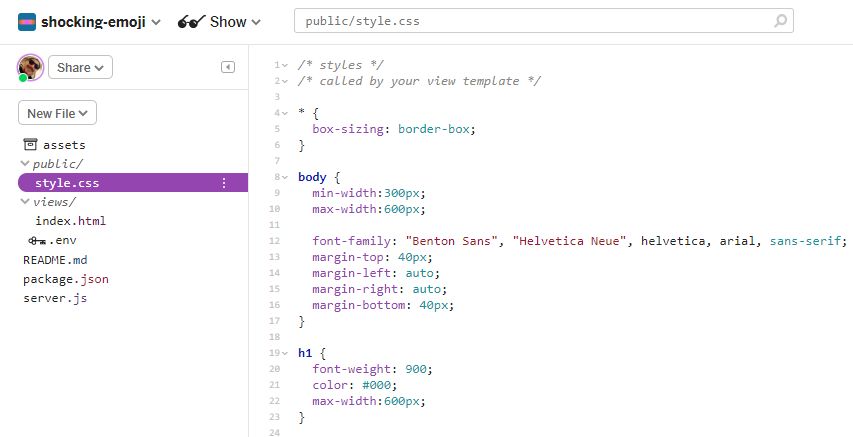 shocking-emoji Show public/style.css
Share
New File
assets
public/
style.css
views/
index.html
.env
README.md
package.json
server.js
1 /* styles */
2 /* called by your view template */
3
4 * {
5 box-sizing: border-box;
6 }
7
8 body {
9 min-width:300px;
10 max-width:600px;
11
12 font-family: "Benton Sans", "Helvetica Neue", helvetica, arial, sans-serif;
13 margin-top: 40px;
14 margin-left: auto;
15 margin-right: auto;
16 margin-bottom: 40px;
17 }
18
19 h1 {
20 font-weight: 900;
21 color: #000;
22 max-width:600px;
23 }
24